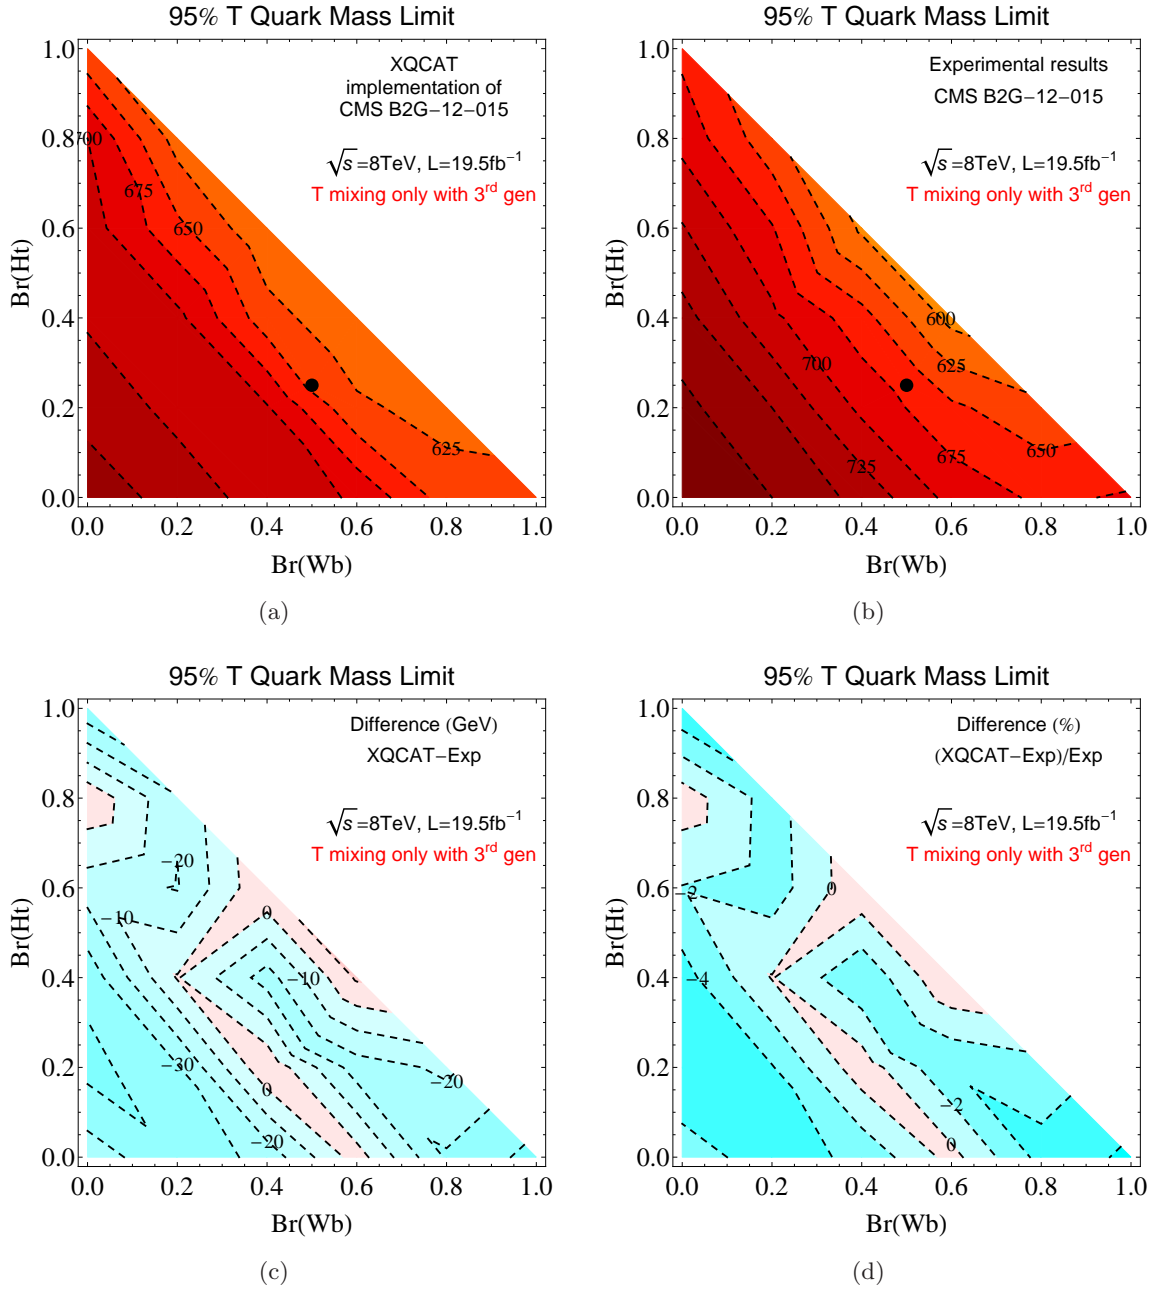 95% T Quark Mass Limit
XQCAT
implementation of
CMS B2G−12−015
√s=8TeV, L=19.5fb⁻¹
T mixing only with 3rd gen
700
675
650
625
1.0
0.8
0.6
0.4
0.2
0.0
Br(Ht)
0.0 0.2 0.4 0.6 0.8 1.0
Br(Wb)
(a)
95% T Quark Mass Limit
Experimental results
CMS B2G−12−015
√s=8TeV, L=19.5fb⁻¹
T mixing only with 3rd gen
600
625
700
650
675
725
1.0
0.8
0.6
0.4
0.2
0.0
Br(Ht)
0.0 0.2 0.4 0.6 0.8 1.0
Br(Wb)
(b)
95% T Quark Mass Limit
Difference (GeV)
XQCAT−Exp
√s=8TeV, L=19.5fb⁻¹
T mixing only with 3rd gen
−20
−10
0
−10
−30
0
−20
−20
1.0
0.8
0.6
0.4
0.2
0.0
Br(Ht)
0.0 0.2 0.4 0.6 0.8 1.0
Br(Wb)
(c)
95% T Quark Mass Limit
Difference (%)
(XQCAT−Exp)/Exp
√s=8TeV, L=19.5fb⁻¹
T mixing only with 3rd gen
−2
0
−4
−2
0
1.0
0.8
0.6
0.4
0.2
0.0
Br(Ht)
0.0 0.2 0.4 0.6 0.8 1.0
Br(Wb)
(d)